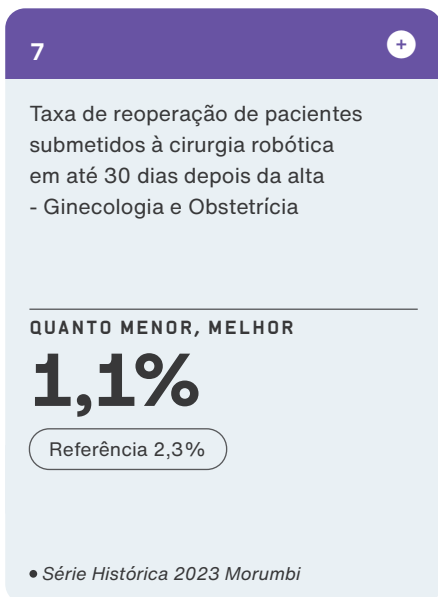 7
+
Taxa de reoperação de pacientes
submetidos à cirurgia robótica
em até 30 dias depois da alta
- Ginecologia e Obstetrícia
QUANTO MENOR, MELHOR
1,1%
Referência 2,3%
• Série Histórica 2023 Morumbi